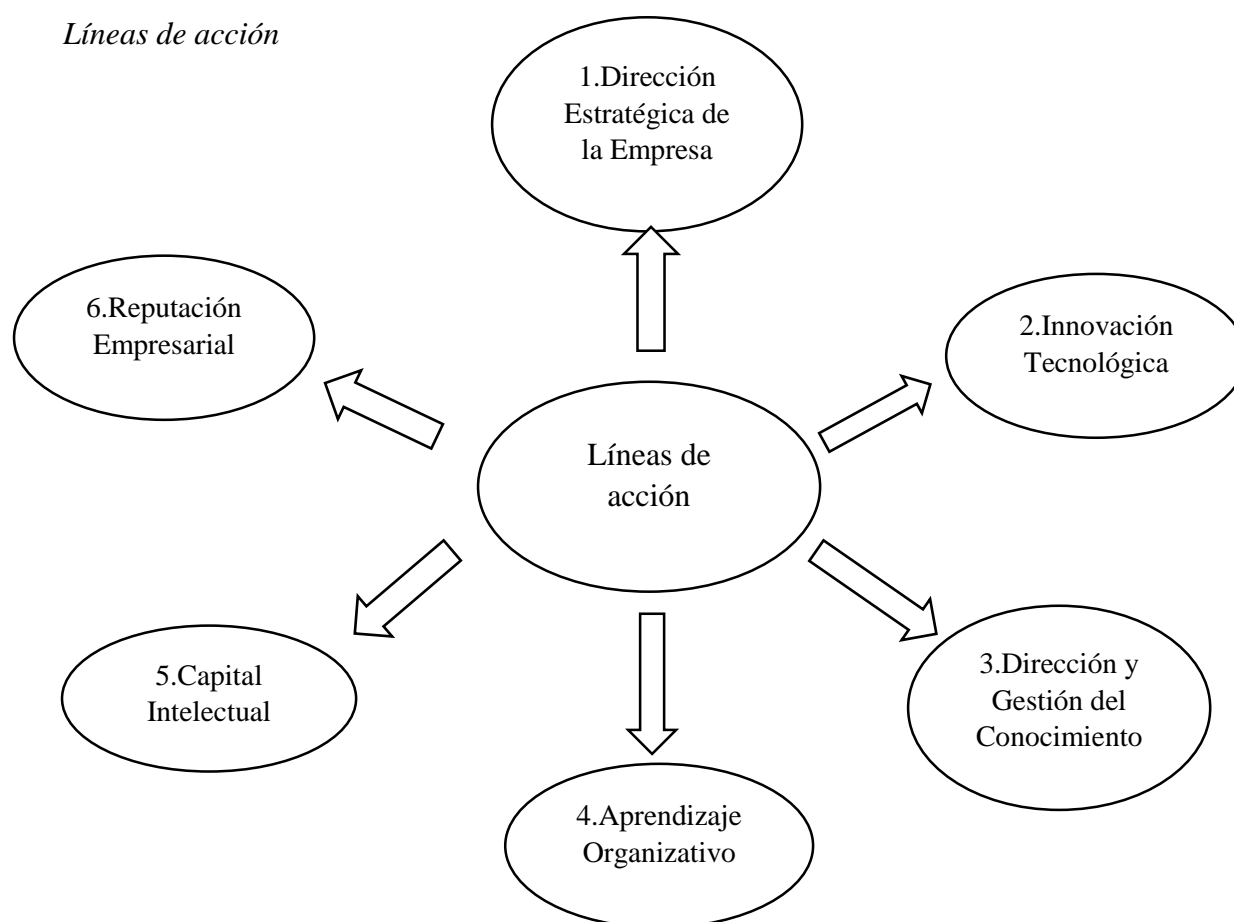 Líneas de acción
1.Dirección
Estratégica de
la Empresa
2.Innovación
Tecnológica
3.Dirección y
Gestión del
Conocimiento
4.Aprendizaje
Organizativo
5.Capital
Intelectual
6.Reputación
Empresarial
Líneas de
acción